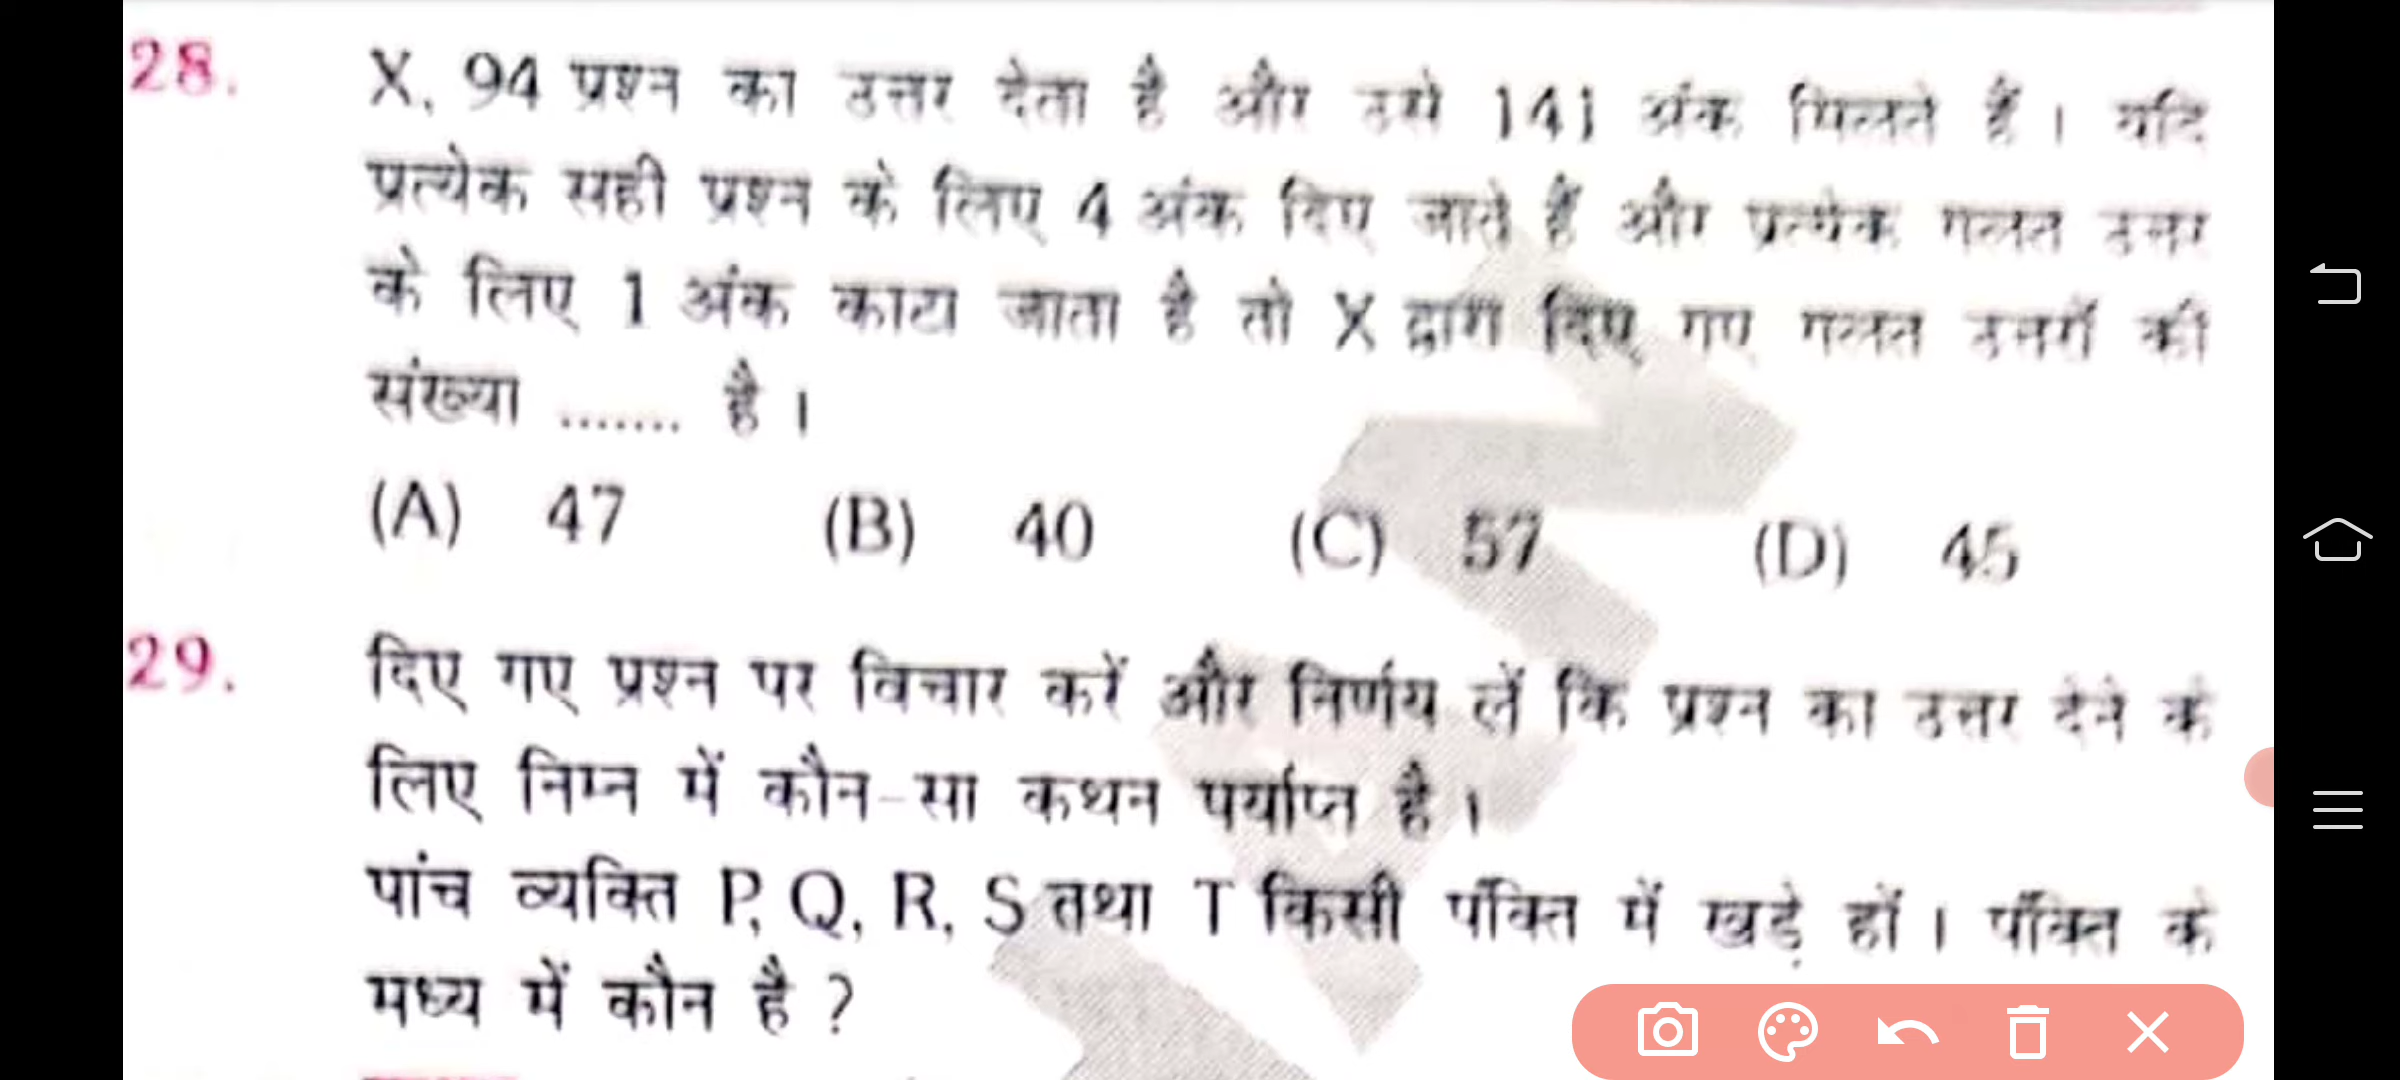 28. X, 94 प्रश्न का उत्तर देता है और उसे 141 अंक मिलते हैं । यदि
प्रत्येक सही प्रश्न के लिए 4 अंक दिए जाते हैं और प्रत्येक गलत उत्तर
के लिए 1 अंक काटा जाता है तो X द्वारा दिए गए गलत उत्तरों की
संख्या ....... है ।
(A) 47 (B) 40 (C) 57 (D) 45
29. दिए गए प्रश्न पर विचार करें और निर्णय लें कि प्रश्न का उत्तर देने के
लिए निम्न में कौन-सा कथन पर्याप्त है ।
पांच व्यक्ति P, Q, R, S तथा T किसी पंक्ति में खड़े हों । पंक्ति के
मध्य में कौन है ?